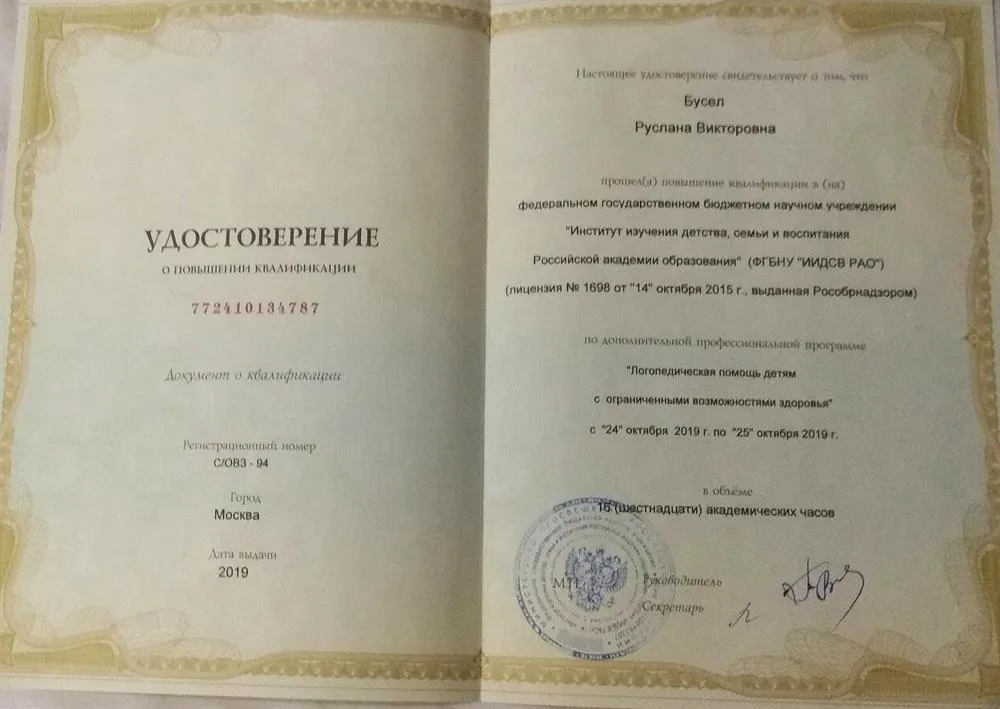 УДОСТОВЕРЕНИЕ
О ПОВЫШЕНИИ КВАЛИФИКАЦИИ
772410134787
Документ о квалификации
Регистрационный номер
С/ОВЗ - 94
Город
Москва
Дата выдачи
2019
Настоящее удостоверение свидетельствует о том, что
Бусел
Руслана Викторовна
прошел(а) повышение квалификации в (на)
федеральном государственном бюджетном научном учреждении
"Институт изучения детства, семьи и воспитания
Российской академии образования" (ФГБНУ "ИИДСВ РАО")
(лицензия № 1698 от "14" октября 2015 г., выданная Рособрнадзором)
по дополнительной профессиональной программе
"Логопедическая помощь детям
с ограниченными возможностями здоровья"
с "24" октября 2019 г. по "25" октября 2019 г.
в объёме
(шестнадцати) академических часов
М.П.
Руководитель
Секретарь